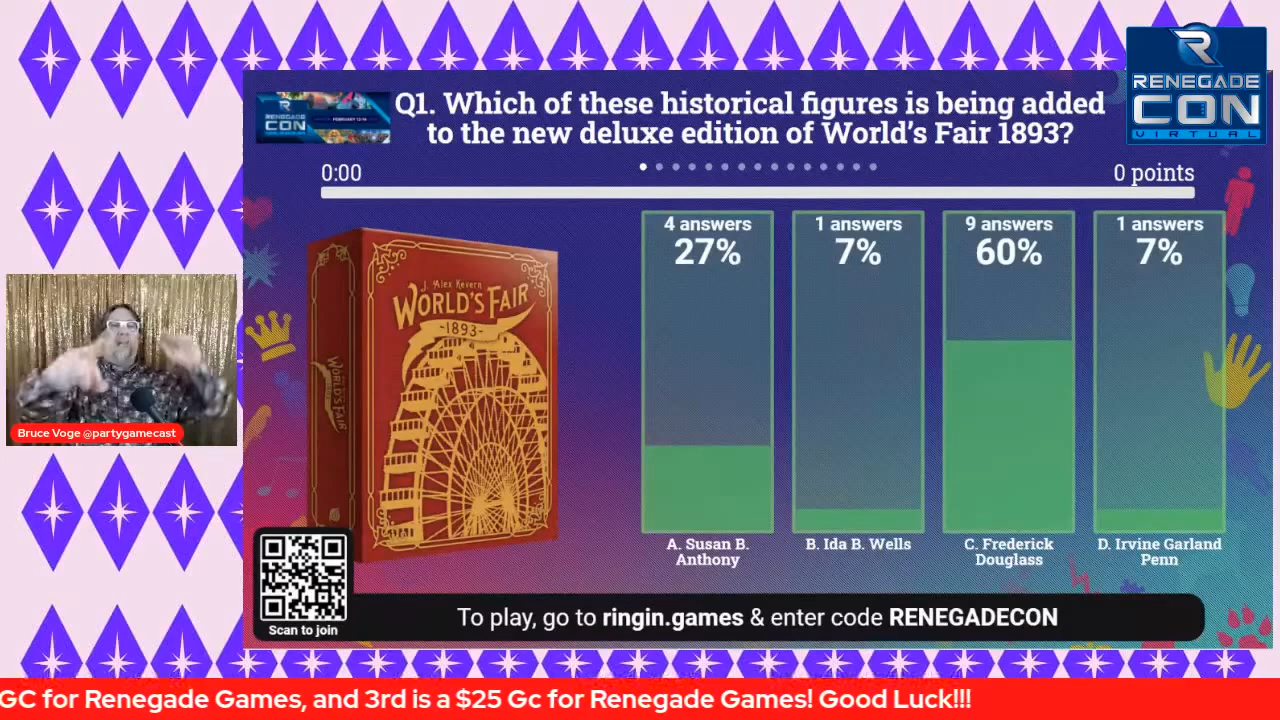 RENEGADE
CON
VIRTUAL
RENEGADE
CON
Q1. Which of these historical figures is being added
to the new deluxe edition of World's Fair 1893?
0:00
0 points
4 answers
27%
1 answers
7%
9 answers
60%
1 answers
7%
J. Alex Kevern
WORLD'S FAIR
-1893-
WORLD'S FAIR
Bruce Voge @partygamecast
A. Susan B.
Anthony
B. Ida B. Wells
C. Frederick
Douglass
D. Irvine Garland
Penn
Scan to join
To play, go to ringin.games & enter code RENEGADECON
GC for Renegade Games, and 3rd is a $25 Gc for Renegade Games! Good Luck!!!